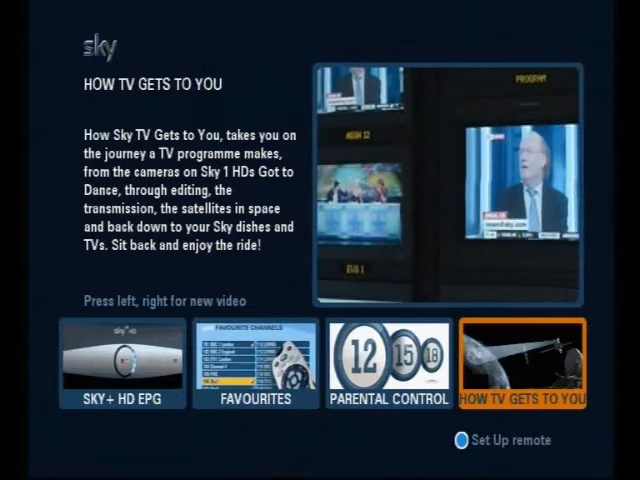 sky
HOW TV GETS TO YOU
How Sky TV Gets to You, takes you on
the journey a TV programme makes,
from the cameras on Sky 1 HDs Got to
Dance, through editing, the
transmission, the satellites in space
and back down to your Sky dishes and
TVs. Sit back and enjoy the ride!
PROGRAM
Press left, right for new video
sky HD
FAVOURITE CHANNELS
12 15 18
SKY+ HD EPG
FAVOURITES
PARENTAL CONTROL
HOW TV GETS TO YOU
Set Up remote